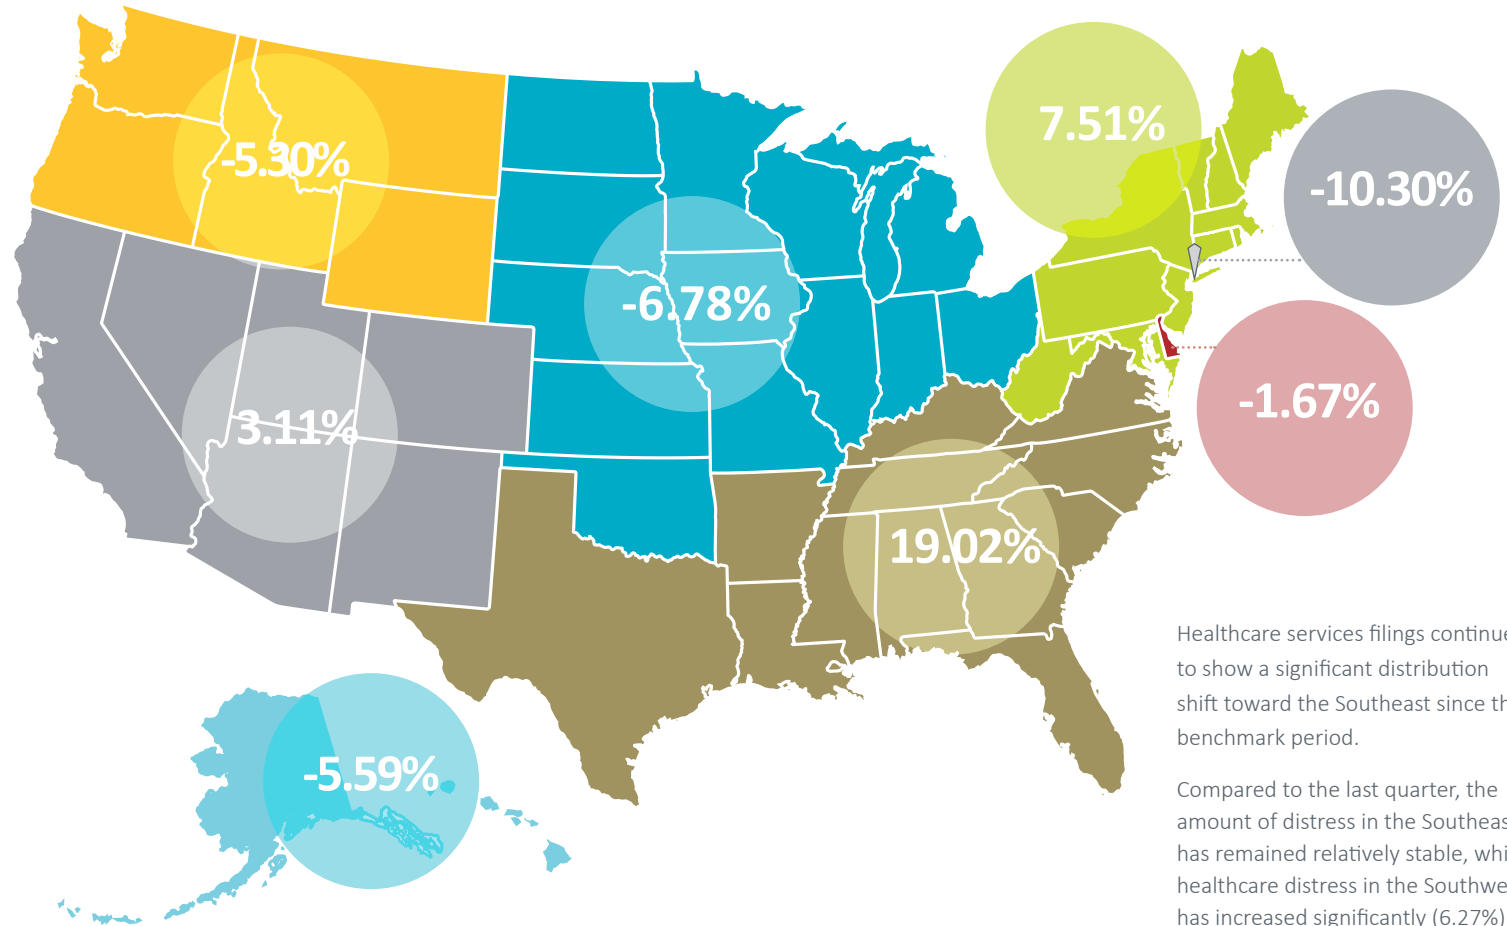 7.51%
-5.30%
-10.30%
-6.78%
-1.67%
3.11%
19.02%
-5.59%
Healthcare services filings continue
to show a significant distribution
shift toward the Southeast since th
benchmark period.
Compared to the last quarter, the
amount of distress in the Southeas
has remained relatively stable, whi
healthcare distress in the Southwe
has increased significantly (6.27%)